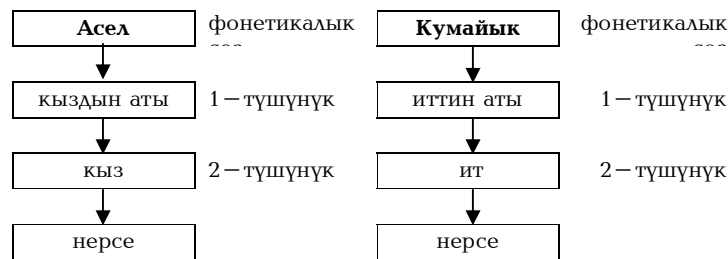 Асел фонетикалык Кумайык фонетикалык
кыздын аты 1–түшүнүк иттин аты 1–түшүнүк
кыз 2–түшүнүк ит 2–түшүнүк
нерсе нерсе